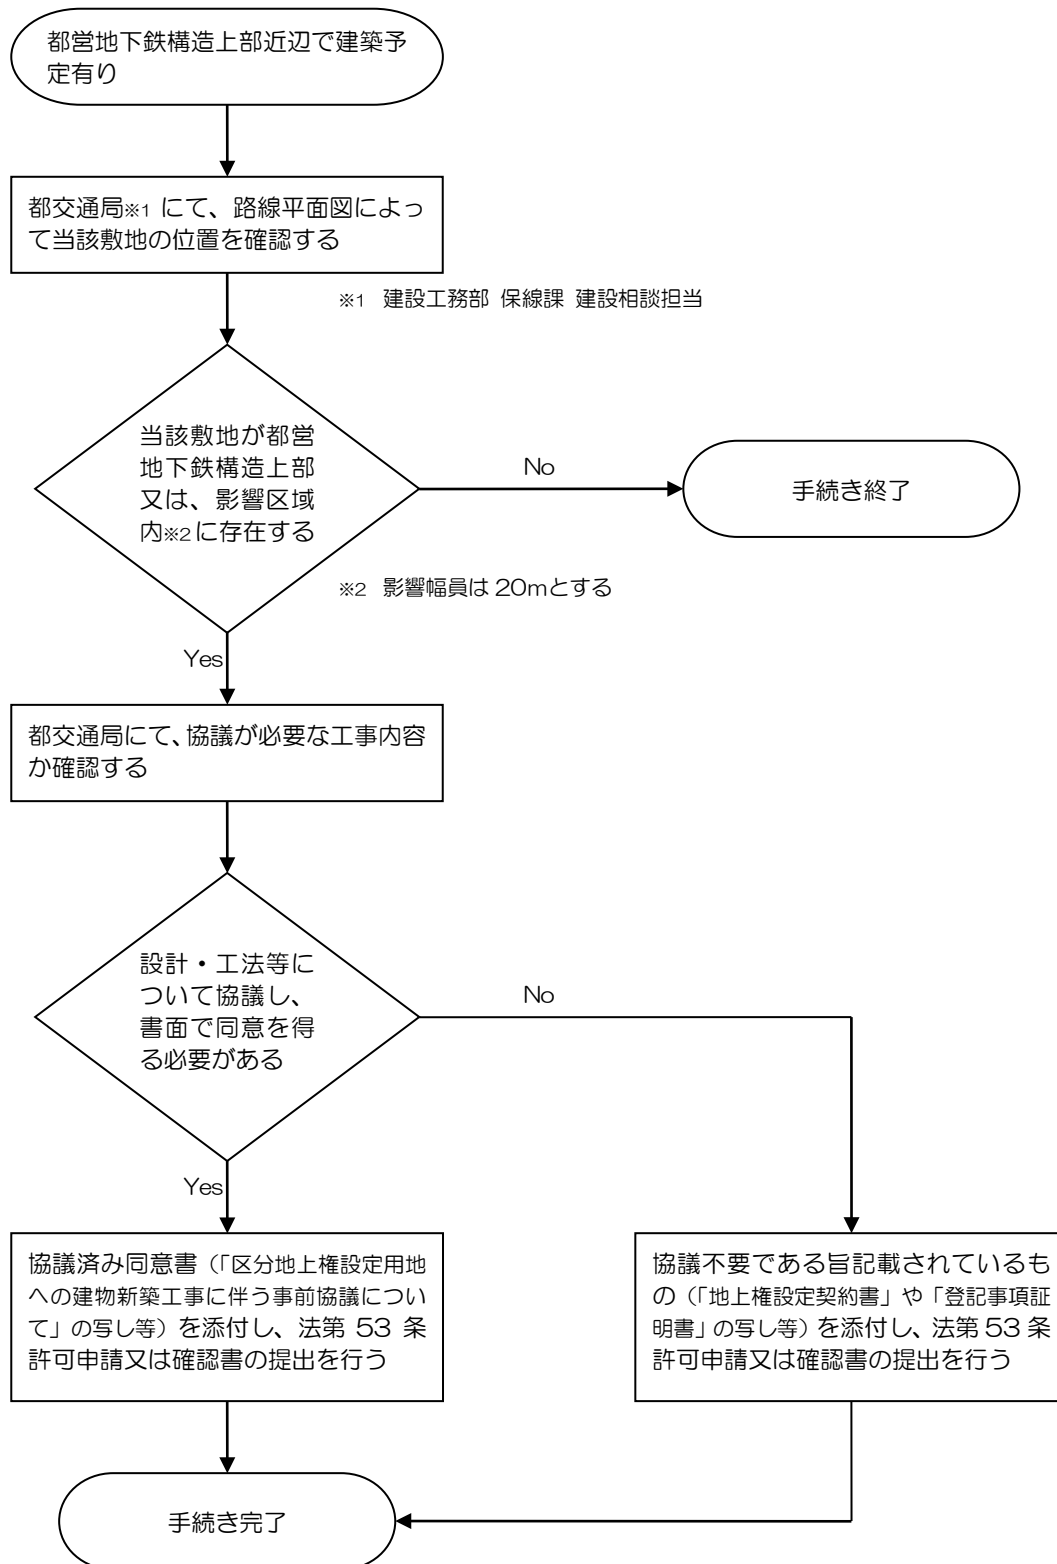 都営地下鉄構造上部近辺で建築予
定有り
都交通局※1 にて、路線平面図によっ
て当該敷地の位置を確認する
※1 建設工務部 保線課 建設相談担当
当該敷地が都営
地下鉄構造上部
又は、影響区域
内※2に存在する
No
手続き終了
※2 影響幅員は 20mとする
Yes
都交通局にて、協議が必要な工事内容
か確認する
設計・工法等に
ついて協議し、
書面で同意を得
る必要がある
No
Yes
協議済み同意書（「区分地上権設定用地
への建物新築工事に伴う事前協議につい
て」の写し等）を添付し、法第 53 条
許可申請又は確認書の提出を行う
協議不要である旨記載されているも
の（「地上権設定契約書」や「登記事項証
明書」の写し等）を添付し、法第 53 条
許可申請又は確認書の提出を行う
手続き完了